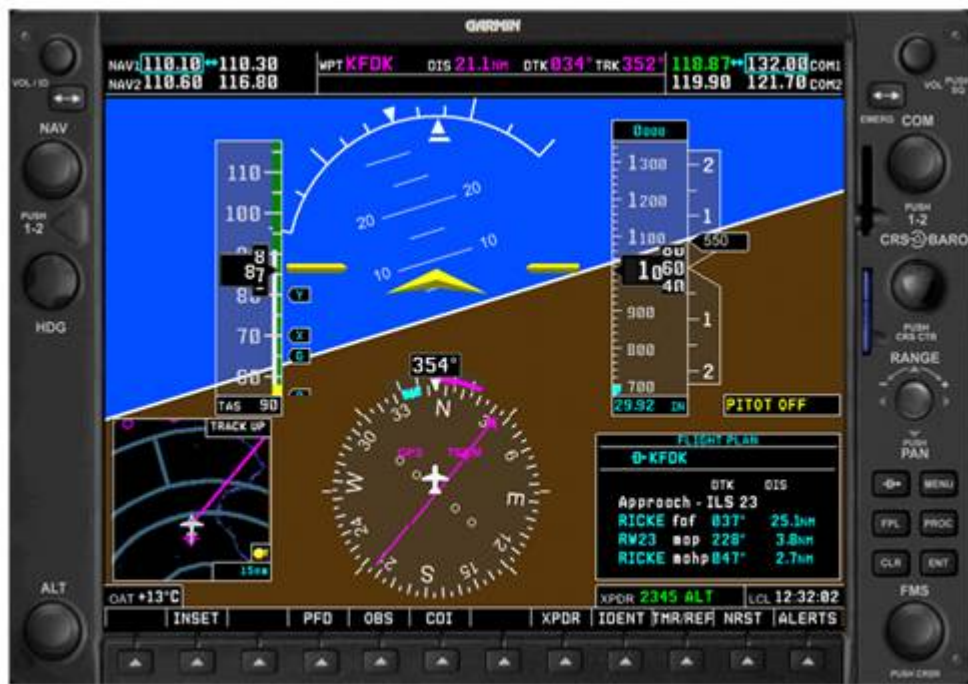 GARMIN
NAV1 110.10 ↔ 110.30
NAV2 110.60 116.80
WPT KFDK DIS 21.1NM DTK 034° TRK 352°
118.87 ↔ 132.00 COM1
119.90 121.70 COM2
VOL / ID
NAV
PUSH
1-2
HDG
ALT
VOL PUSH SQ
EMERG
COM
PUSH
1-2
CRS BARO
PUSH
CRS CTR
RANGE
PUSH
PAN
MENU
FPL PROC
CLR ENT
FMS
PUSH CRSR
110
100
80
70
60
TAS 90
Y
X
G
20 20
10 10
0000
1300
1200
1100
900
800
700
29.92 IN
2
1
550
1
2
PITOT OFF
354°
N
E
S
W
33
30
24
21
15
12
6
TRACK UP
15NM
FLIGHT PLAN
KFDK
DTK DIS
Approach - ILS 23
RICKE faf 037° 25.1NM
RW23 map 228° 3.8NM
RICKE mahp 047° 2.7NM
OAT +13°C
XPDR 2345 ALT
LCL 12:32:02
INSET PFD OBS CDI XPDR IDENT TMR/REF NRST ALERTS